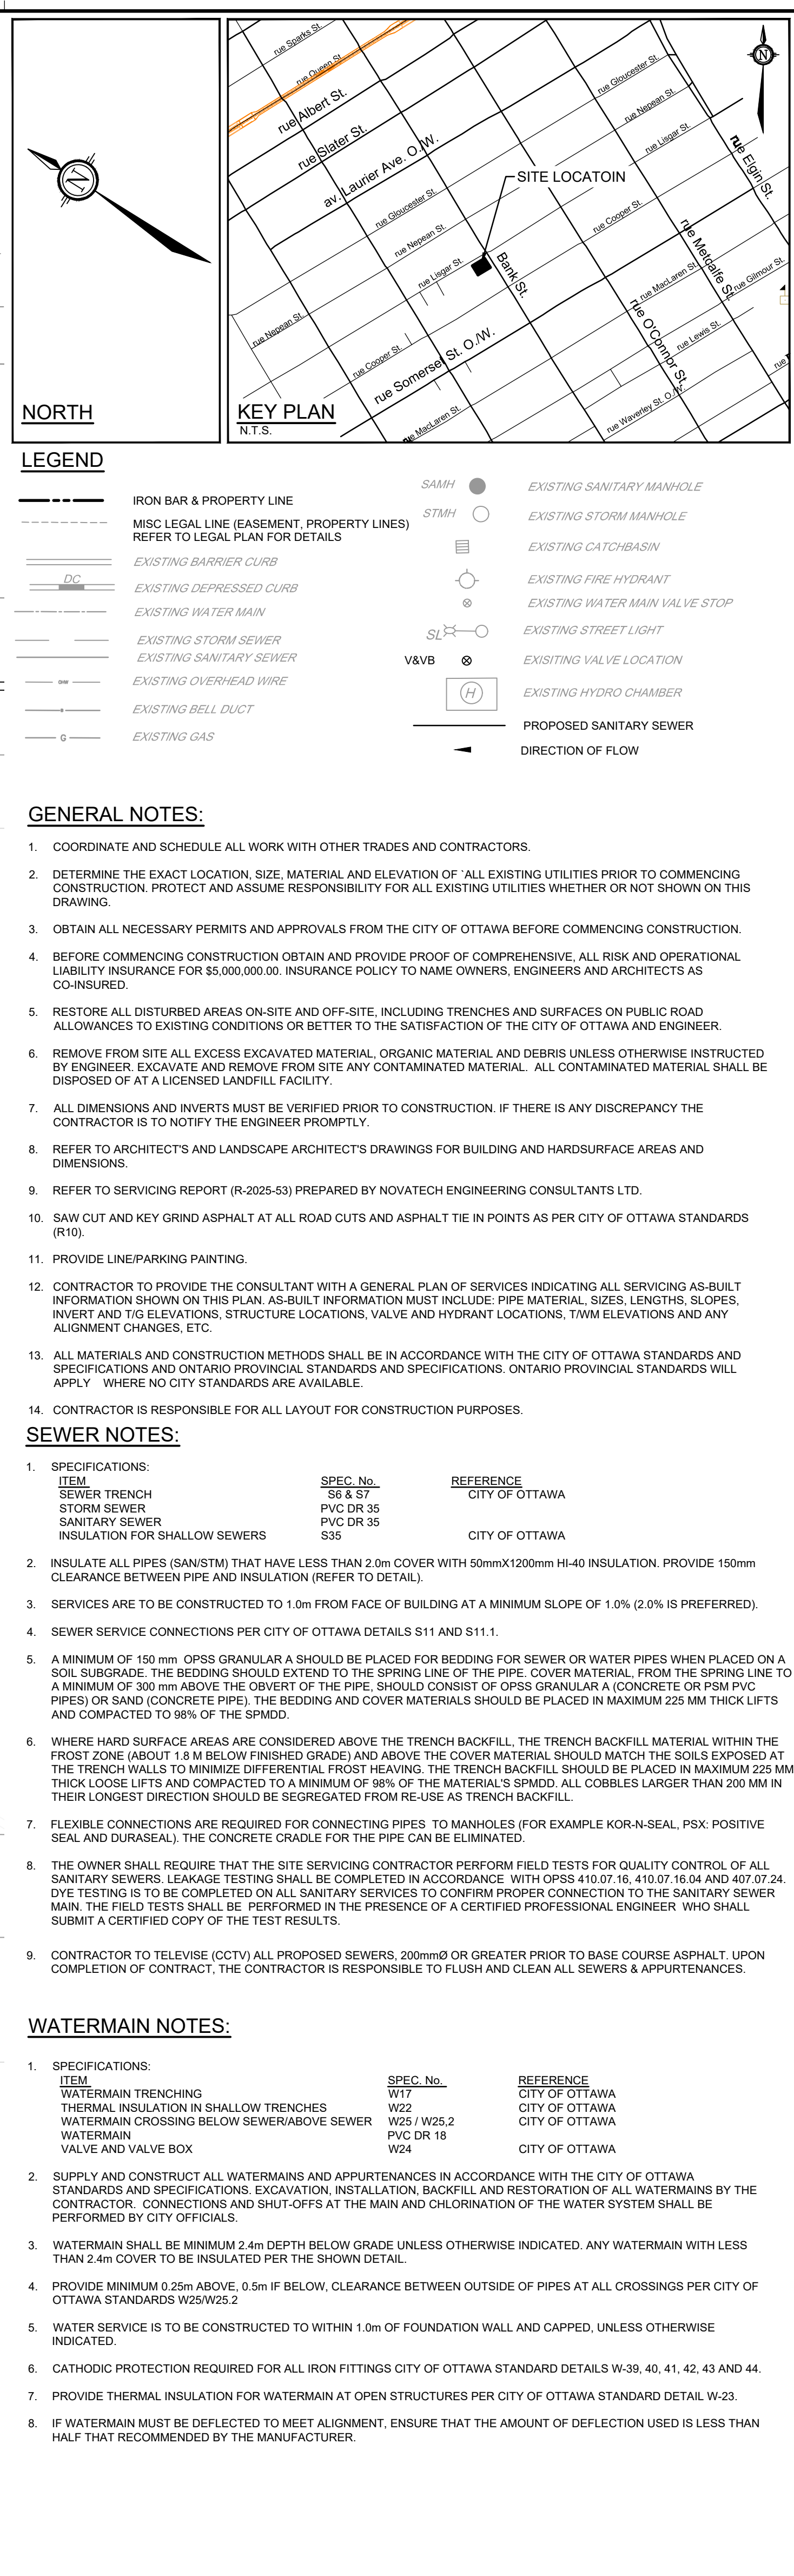 N
NORTH
rue Sparks St.
rue Queen St.
rue Albert St.
rue Slater St.
av. Laurier Ave. O./W.
rue Gloucester St.
rue Nepean St.
rue Lisgar St.
rue Gloucester St.
rue Nepean St.
rue Lisgar St.
rue Elgin St.
N
SITE LOCATOIN
rue Cooper St.
rue Metcalfe St.
Bank St.
rue MacLaren St.
rue Gilmour St.
rue Nepean St.
rue Cooper St.
rue Somerset St. O./W.
rue O'Connor St.
rue Lewis St.
rue
rue Waverley St. O./W.
rue MacLaren St.
KEY PLAN
N.T.S.
LEGEND
IRON BAR & PROPERTY LINE
MISC LEGAL LINE (EASEMENT, PROPERTY LINES)
REFER TO LEGAL PLAN FOR DETAILS
EXISTING BARRIER CURB
DC EXISTING DEPRESSED CURB
EXISTING WATER MAIN
EXISTING STORM SEWER
EXISTING SANITARY SEWER
OHW EXISTING OVERHEAD WIRE
B EXISTING BELL DUCT
G EXISTING GAS
SAMH EXISTING SANITARY MANHOLE
STMH EXISTING STORM MANHOLE
EXISTING CATCHBASIN
EXISTING FIRE HYDRANT
EXISTING WATER MAIN VALVE STOP
SL EXISTING STREET LIGHT
V&VB EXISITING VALVE LOCATION
H EXISTING HYDRO CHAMBER
PROPOSED SANITARY SEWER
DIRECTION OF FLOW
GENERAL NOTES:
1. COORDINATE AND SCHEDULE ALL WORK WITH OTHER TRADES AND CONTRACTORS.
2. DETERMINE THE EXACT LOCATION, SIZE, MATERIAL AND ELEVATION OF `ALL EXISTING UTILITIES PRIOR TO COMMENCING
CONSTRUCTION. PROTECT AND ASSUME RESPONSIBILITY FOR ALL EXISTING UTILITIES WHETHER OR NOT SHOWN ON THIS
DRAWING.
3. OBTAIN ALL NECESSARY PERMITS AND APPROVALS FROM THE CITY OF OTTAWA BEFORE COMMENCING CONSTRUCTION.
4. BEFORE COMMENCING CONSTRUCTION OBTAIN AND PROVIDE PROOF OF COMPREHENSIVE, ALL RISK AND OPERATIONAL
LIABILITY INSURANCE FOR $5,000,000.00. INSURANCE POLICY TO NAME OWNERS, ENGINEERS AND ARCHITECTS AS
CO-INSURED.
5. RESTORE ALL DISTURBED AREAS ON-SITE AND OFF-SITE, INCLUDING TRENCHES AND SURFACES ON PUBLIC ROAD
ALLOWANCES TO EXISTING CONDITIONS OR BETTER TO THE SATISFACTION OF THE CITY OF OTTAWA AND ENGINEER.
6. REMOVE FROM SITE ALL EXCESS EXCAVATED MATERIAL, ORGANIC MATERIAL AND DEBRIS UNLESS OTHERWISE INSTRUCTED
BY ENGINEER. EXCAVATE AND REMOVE FROM SITE ANY CONTAMINATED MATERIAL. ALL CONTAMINATED MATERIAL SHALL BE
DISPOSED OF AT A LICENSED LANDFILL FACILITY.
7. ALL DIMENSIONS AND INVERTS MUST BE VERIFIED PRIOR TO CONSTRUCTION. IF THERE IS ANY DISCREPANCY THE
CONTRACTOR IS TO NOTIFY THE ENGINEER PROMPTLY.
8. REFER TO ARCHITECT'S AND LANDSCAPE ARCHITECT'S DRAWINGS FOR BUILDING AND HARDSURFACE AREAS AND
DIMENSIONS.
9. REFER TO SERVICING REPORT (R-2025-53) PREPARED BY NOVATECH ENGINEERING CONSULTANTS LTD.
10. SAW CUT AND KEY GRIND ASPHALT AT ALL ROAD CUTS AND ASPHALT TIE IN POINTS AS PER CITY OF OTTAWA STANDARDS
(R10).
11. PROVIDE LINE/PARKING PAINTING.
12. CONTRACTOR TO PROVIDE THE CONSULTANT WITH A GENERAL PLAN OF SERVICES INDICATING ALL SERVICING AS-BUILT
INFORMATION SHOWN ON THIS PLAN. AS-BUILT INFORMATION MUST INCLUDE: PIPE MATERIAL, SIZES, LENGTHS, SLOPES,
INVERT AND T/G ELEVATIONS, STRUCTURE LOCATIONS, VALVE AND HYDRANT LOCATIONS, T/WM ELEVATIONS AND ANY
ALIGNMENT CHANGES, ETC.
13. ALL MATERIALS AND CONSTRUCTION METHODS SHALL BE IN ACCORDANCE WITH THE CITY OF OTTAWA STANDARDS AND
SPECIFICATIONS AND ONTARIO PROVINCIAL STANDARDS AND SPECIFICATIONS. ONTARIO PROVINCIAL STANDARDS WILL
APPLY WHERE NO CITY STANDARDS ARE AVAILABLE.
14. CONTRACTOR IS RESPONSIBLE FOR ALL LAYOUT FOR CONSTRUCTION PURPOSES.
SEWER NOTES:
1. SPECIFICATIONS:
ITEM SPEC. No. REFERENCE
SEWER TRENCH S6 & S7 CITY OF OTTAWA
STORM SEWER PVC DR 35
SANITARY SEWER PVC DR 35
INSULATION FOR SHALLOW SEWERS S35 CITY OF OTTAWA
2. INSULATE ALL PIPES (SAN/STM) THAT HAVE LESS THAN 2.0m COVER WITH 50mmX1200mm HI-40 INSULATION. PROVIDE 150mm
CLEARANCE BETWEEN PIPE AND INSULATION (REFER TO DETAIL).
3. SERVICES ARE TO BE CONSTRUCTED TO 1.0m FROM FACE OF BUILDING AT A MINIMUM SLOPE OF 1.0% (2.0% IS PREFERRED).
4. SEWER SERVICE CONNECTIONS PER CITY OF OTTAWA DETAILS S11 AND S11.1.
5. A MINIMUM OF 150 mm OPSS GRANULAR A SHOULD BE PLACED FOR BEDDING FOR SEWER OR WATER PIPES WHEN PLACED ON A
SOIL SUBGRADE. THE BEDDING SHOULD EXTEND TO THE SPRING LINE OF THE PIPE. COVER MATERIAL, FROM THE SPRING LINE TO
A MINIMUM OF 300 mm ABOVE THE OBVERT OF THE PIPE, SHOULD CONSIST OF OPSS GRANULAR A (CONCRETE OR PSM PVC
PIPES) OR SAND (CONCRETE PIPE). THE BEDDING AND COVER MATERIALS SHOULD BE PLACED IN MAXIMUM 225 MM THICK LIFTS
AND COMPACTED TO 98% OF THE SPMDD.
6. WHERE HARD SURFACE AREAS ARE CONSIDERED ABOVE THE TRENCH BACKFILL, THE TRENCH BACKFILL MATERIAL WITHIN THE
FROST ZONE (ABOUT 1.8 M BELOW FINISHED GRADE) AND ABOVE THE COVER MATERIAL SHOULD MATCH THE SOILS EXPOSED AT
THE TRENCH WALLS TO MINIMIZE DIFFERENTIAL FROST HEAVING. THE TRENCH BACKFILL SHOULD BE PLACED IN MAXIMUM 225 MM
THICK LOOSE LIFTS AND COMPACTED TO A MINIMUM OF 98% OF THE MATERIAL'S SPMDD. ALL COBBLES LARGER THAN 200 MM IN
THEIR LONGEST DIRECTION SHOULD BE SEGREGATED FROM RE-USE AS TRENCH BACKFILL.
7. FLEXIBLE CONNECTIONS ARE REQUIRED FOR CONNECTING PIPES TO MANHOLES (FOR EXAMPLE KOR-N-SEAL, PSX: POSITIVE
SEAL AND DURASEAL). THE CONCRETE CRADLE FOR THE PIPE CAN BE ELIMINATED.
8. THE OWNER SHALL REQUIRE THAT THE SITE SERVICING CONTRACTOR PERFORM FIELD TESTS FOR QUALITY CONTROL OF ALL
SANITARY SEWERS. LEAKAGE TESTING SHALL BE COMPLETED IN ACCORDANCE WITH OPSS 410.07.16, 410.07.16.04 AND 407.07.24.
DYE TESTING IS TO BE COMPLETED ON ALL SANITARY SERVICES TO CONFIRM PROPER CONNECTION TO THE SANITARY SEWER
MAIN. THE FIELD TESTS SHALL BE PERFORMED IN THE PRESENCE OF A CERTIFIED PROFESSIONAL ENGINEER WHO SHALL
SUBMIT A CERTIFIED COPY OF THE TEST RESULTS.
9. CONTRACTOR TO TELEVISE (CCTV) ALL PROPOSED SEWERS, 200mmØ OR GREATER PRIOR TO BASE COURSE ASPHALT. UPON
COMPLETION OF CONTRACT, THE CONTRACTOR IS RESPONSIBLE TO FLUSH AND CLEAN ALL SEWERS & APPURTENANCES.
WATERMAIN NOTES:
1. SPECIFICATIONS:
ITEM SPEC. No. REFERENCE
WATERMAIN TRENCHING W17 CITY OF OTTAWA
THERMAL INSULATION IN SHALLOW TRENCHES W22 CITY OF OTTAWA
WATERMAIN CROSSING BELOW SEWER/ABOVE SEWER W25 / W25,2 CITY OF OTTAWA
WATERMAIN PVC DR 18
VALVE AND VALVE BOX W24 CITY OF OTTAWA
2. SUPPLY AND CONSTRUCT ALL WATERMAINS AND APPURTENANCES IN ACCORDANCE WITH THE CITY OF OTTAWA
STANDARDS AND SPECIFICATIONS. EXCAVATION, INSTALLATION, BACKFILL AND RESTORATION OF ALL WATERMAINS BY THE
CONTRACTOR. CONNECTIONS AND SHUT-OFFS AT THE MAIN AND CHLORINATION OF THE WATER SYSTEM SHALL BE
PERFORMED BY CITY OFFICIALS.
3. WATERMAIN SHALL BE MINIMUM 2.4m DEPTH BELOW GRADE UNLESS OTHERWISE INDICATED. ANY WATERMAIN WITH LESS
THAN 2.4m COVER TO BE INSULATED PER THE SHOWN DETAIL.
4. PROVIDE MINIMUM 0.25m ABOVE, 0.5m IF BELOW, CLEARANCE BETWEEN OUTSIDE OF PIPES AT ALL CROSSINGS PER CITY OF
OTTAWA STANDARDS W25/W25.2
5. WATER SERVICE IS TO BE CONSTRUCTED TO WITHIN 1.0m OF FOUNDATION WALL AND CAPPED, UNLESS OTHERWISE
INDICATED.
6. CATHODIC PROTECTION REQUIRED FOR ALL IRON FITTINGS CITY OF OTTAWA STANDARD DETAILS W-39, 40, 41, 42, 43 AND 44.
7. PROVIDE THERMAL INSULATION FOR WATERMAIN AT OPEN STRUCTURES PER CITY OF OTTAWA STANDARD DETAIL W-23.
8. IF WATERMAIN MUST BE DEFLECTED TO MEET ALIGNMENT, ENSURE THAT THE AMOUNT OF DEFLECTION USED IS LESS THAN
HALF THAT RECOMMENDED BY THE MANUFACTURER.